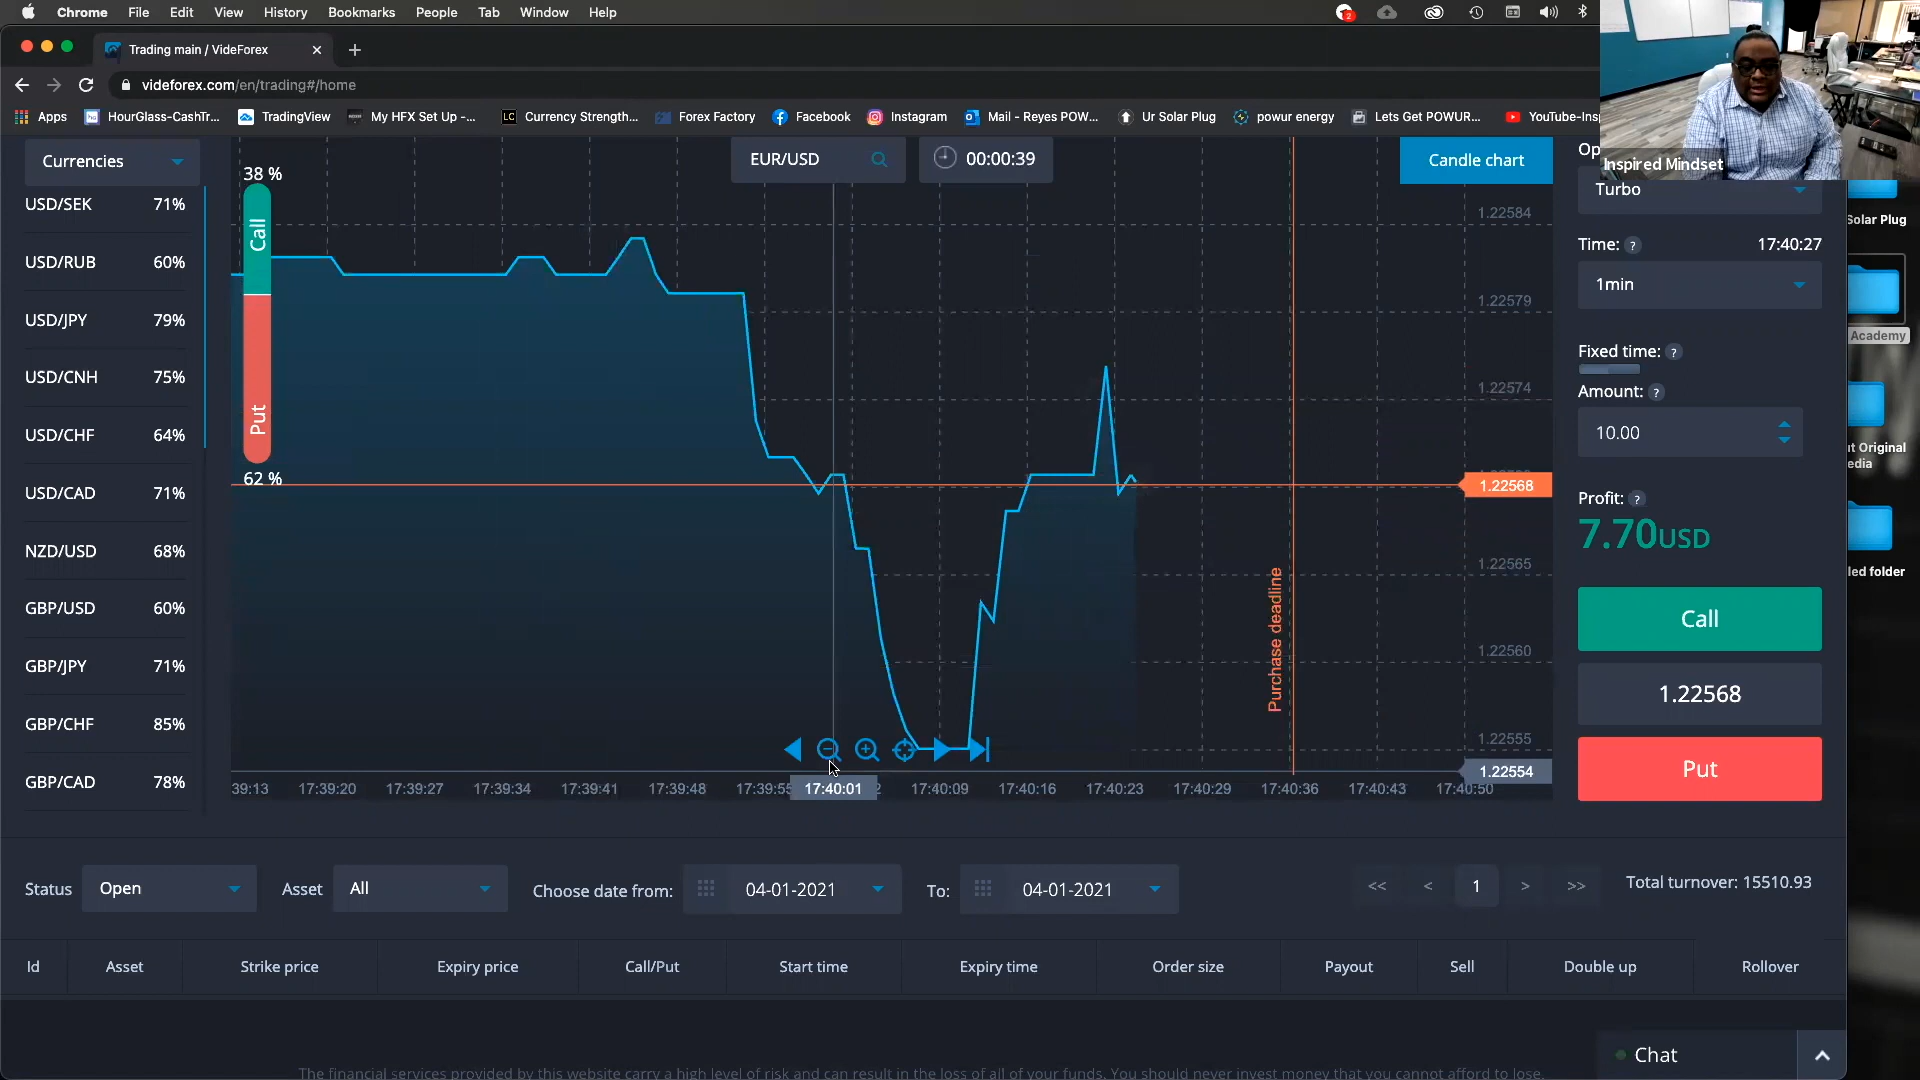 Chrome File Edit View History Bookmarks People Tab Window Help
2
Trading main / VideForex
videforex.com/en/trading#/home
Apps HourGlass-CashTr... TradingView My HFX Set Up -... Currency Strength... Forex Factory Facebook Instagram Mail - Reyes POW... Ur Solar Plug powur energy Lets Get POWUR... YouTube-Insp
Inspired Mindset
Currencies
38 %
EUR/USD
00:00:39
Candle chart
Op
Turbo
USD/SEK 71%
USD/RUB 60%
USD/JPY 79%
USD/CNH 75%
USD/CHF 64%
USD/CAD 71%
NZD/USD 68%
GBP/USD 60%
GBP/JPY 71%
GBP/CHF 85%
GBP/CAD 78%
Call
Put
62 %
1.22584
1.22579
1.22574
1.22568
1.22565
1.22560
1.22555
1.22554
Purchase deadline
39:13 17:39:20 17:39:27 17:39:34 17:39:41 17:39:48 17:39:55 17:40:01 2 17:40:09 17:40:16 17:40:23 17:40:29 17:40:36 17:40:43 17:40:50
Time: ? 17:40:27
1min
Fixed time: ?
Amount: ?
10.00
Profit: ?
7.70USD
Call
1.22568
Put
Solar Plug
Academy
t Original
edia
led folder
Status Open Asset All Choose date from: 04-01-2021 To: 04-01-2021 << < 1 > >> Total turnover: 15510.93
Id Asset Strike price Expiry price Call/Put Start time Expiry time Order size Payout Sell Double up Rollover
Chat
The financial services provided by this website carry a high level of risk and can result in the loss of all of your funds. You should never invest money that you cannot afford to lose.